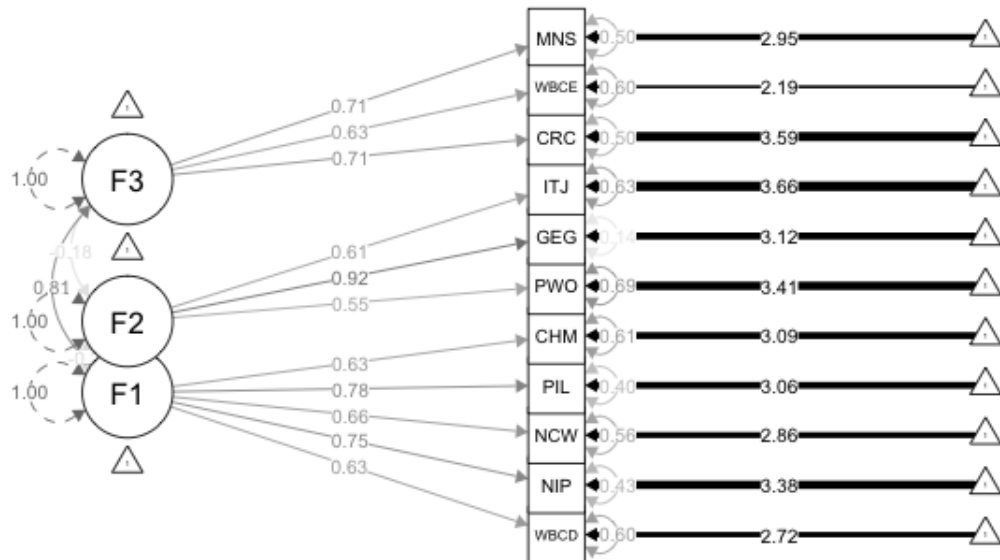 MNS 0.50 2.95
0.71
WBCE 0.60 2.19
0.63
CRC 0.50 3.59
0.71
F3
1.00
ITJ 0.63 3.66
-0.18
0.61
GEG 0.14 3.12
0.92
0.81
PWO 0.69 3.41
0.55
F2
1.00
CHM 0.61 3.09
0.63
PIL 0.40 3.06
0.78
F1
1.00
NCW 0.56 2.86
0.66
0.75
NIP 0.43 3.38
0.63
WBCD 0.60 2.72